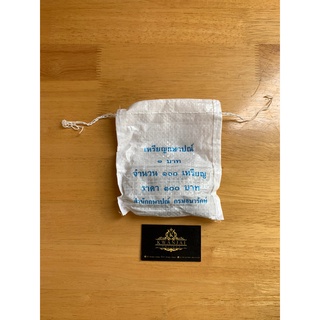 เหรียญกษาปณ์
๑ บาท
จำนวน ๑๐๐ เหรียญ
ราคา ๑๐๐ บาท
สำนักกษาปณ์ กรมธนารักษ์